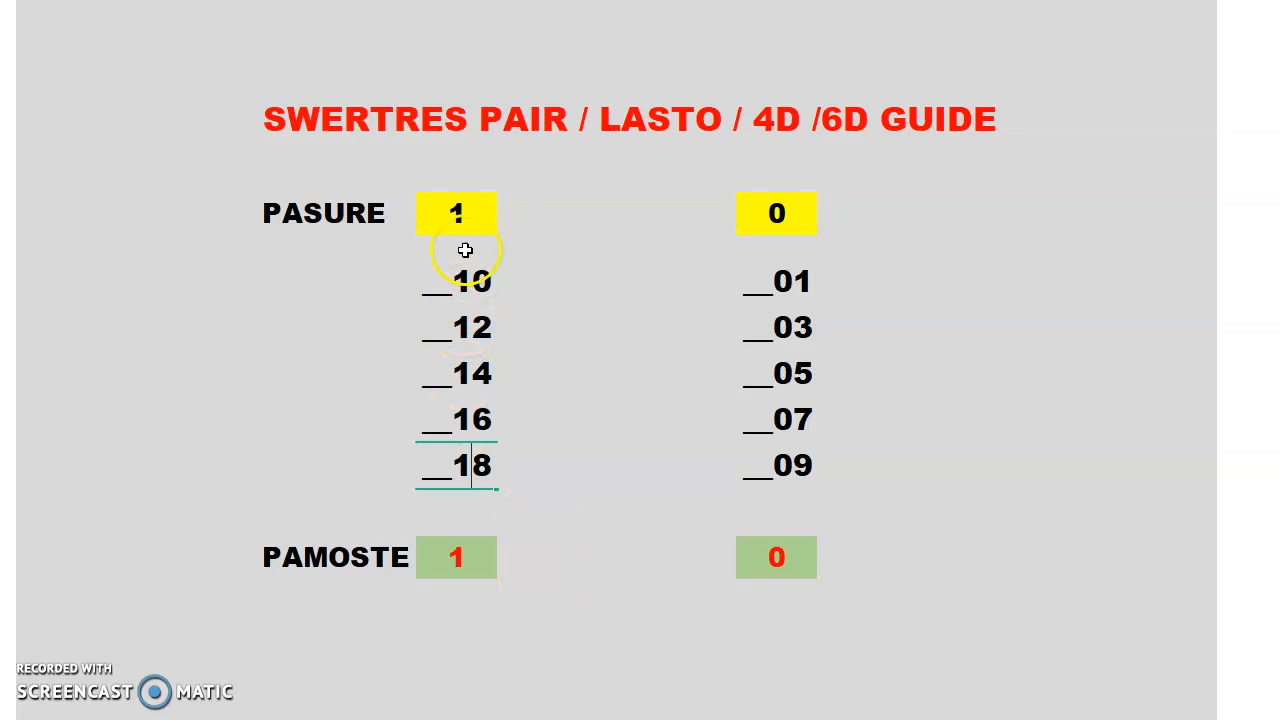 SWERTRES PAIR / LASTO / 4D /6D GUIDE
PASURE 1 0
__10 __01
__12 __03
__14 __05
__16 __07
__18 __09
PAMOSTE 1 0
RECORDED WITH
SCREENCAST MATIC